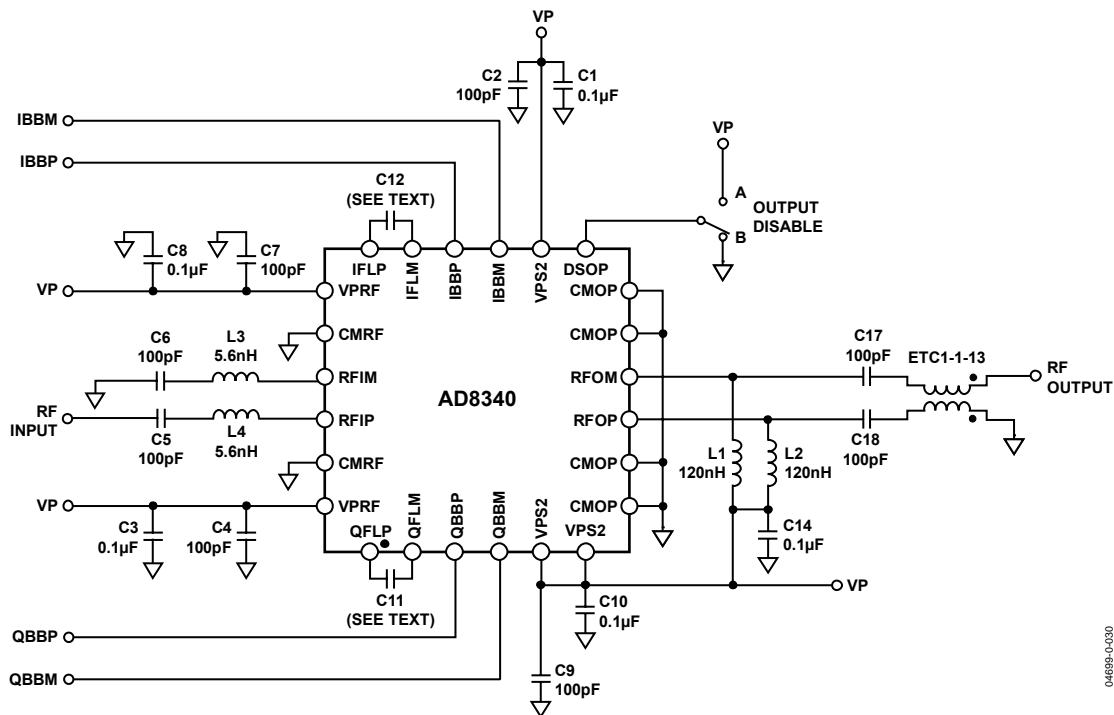 VP
C2
100pF
C1
0.1µF
IBBM
IBBP
C12
(SEE TEXT)
VP
A
OUTPUT
DISABLE
B
C8
0.1µF
C7
100pF
VP
IFLP
IFLM
IBBP
IBBM
VPS2
DSOP
VPRF
CMOP
CMRF
CMOP
C6
100pF
L3
5.6nH
RFIM
RFOM
C17
100pF
ETC1-1-13
RF
OUTPUT
AD8340
RF
INPUT
C5
100pF
L4
5.6nH
RFIP
RFOP
C18
100pF
L1
120nH
L2
120nH
CMRF
CMOP
VP
VPRF
CMOP
C3
0.1µF
C4
100pF
QFLP
QFLM
QBBP
QBBM
VPS2
VPS2
C14
0.1µF
C11
(SEE TEXT)
VP
C10
0.1µF
QBBP
QBBM
C9
100pF
04699-0-030